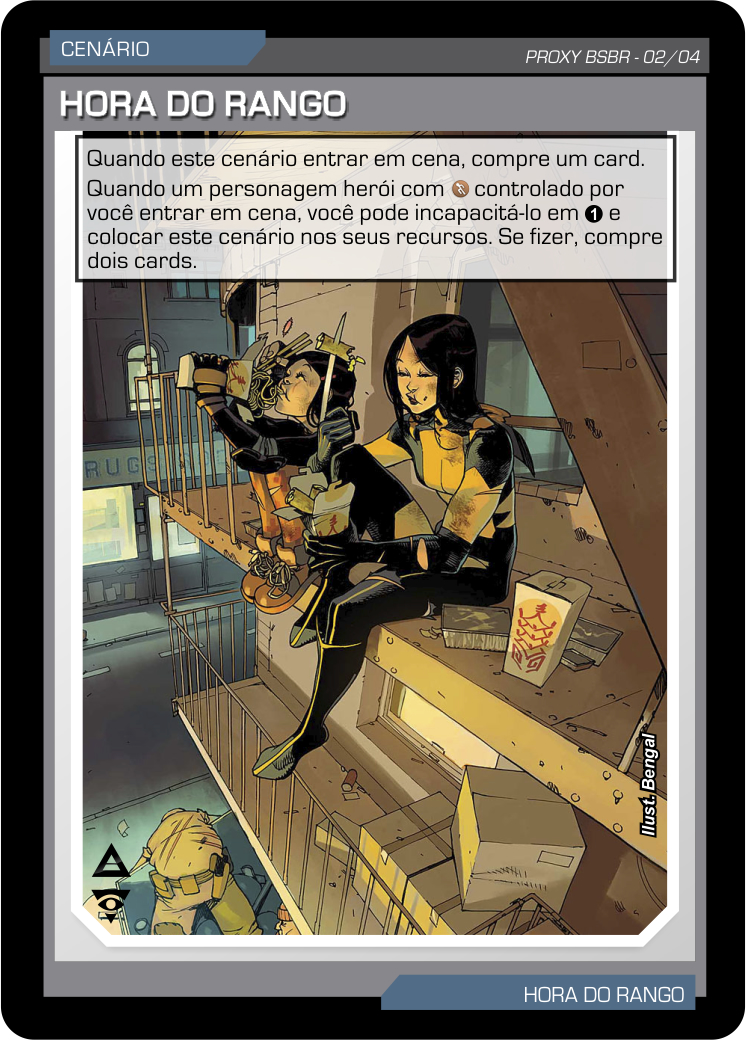 CENÁRIO
PROXY BSBR - 02/04
HORA DO RANGO
Quando este cenário entrar em cena, compre um card.
Quando um personagem herói com controlado por
você entrar em cena, você pode incapacitá-lo em 1 e
colocar este cenário nos seus recursos. Se fizer, compre
dois cards.
RUGS
Ilust. Bengal
HORA DO RANGO